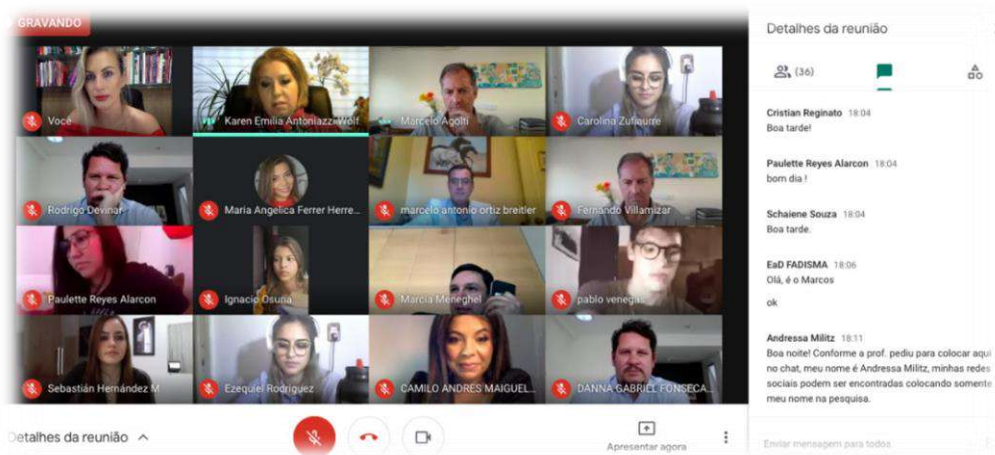 GRAVANDO
Você
Karen Emilia Antoniazzi Wolf
Marcelo Agolti
Carolina Zufiaurre
Rodrigo Devinar
Maria Angelica Ferrer Herre...
marcelo antonio ortiz breitler
Fernando Villamizar
Paulette Reyes Alarcon
Ignacio Osuna
Marcia Meneghel
pablo venegas
Sebastián Hernández M
Ezequiel Rodriguez
CAMILO ANDRES MAIGUEL...
DANNA GABRIEL FONSECA...
Detalhes da reunião
Apresentar agora
Detalhes da reunião
(36)
Cristian Reginato 18:04
Boa tarde!
Paulette Reyes Alarcon 18:04
bom dia !
Schaiene Souza 18:04
Boa tarde.
EaD FADISMA 18:06
Olá, é o Marcos
ok
Andressa Militz 18:11
Boa noite! Conforme a prof. pediu para colocar aqui
no chat, meu nome é Andressa Militz, minhas redes
sociais podem ser encontradas colocando somente
meu nome na pesquisa.
Enviar mensagem para todos